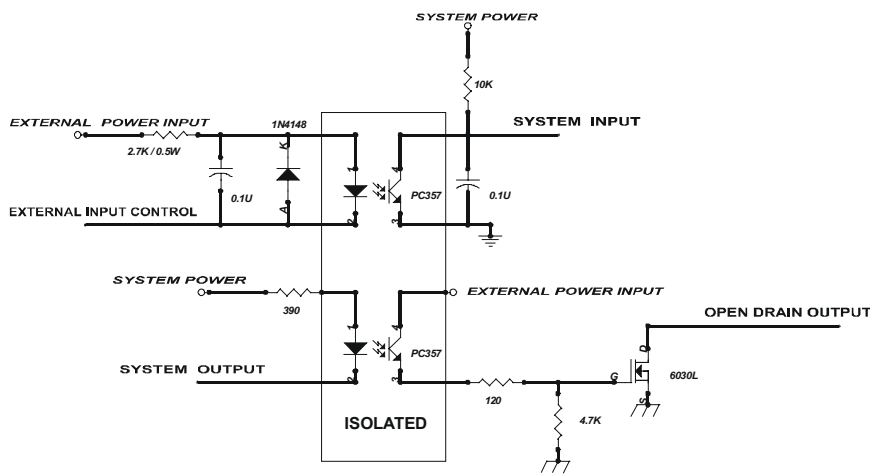 SYSTEM POWER
10K
EXTERNAL POWER INPUT
1N4148
SYSTEM INPUT
2.7K / 0.5W
K
1
4
0.1U
PC357
0.1U
A
2
3
EXTERNAL INPUT CONTROL
SYSTEM POWER
EXTERNAL POWER INPUT
390
OPEN DRAIN OUTPUT
1
4
PC357
D
SYSTEM OUTPUT
2
3
G
6030L
120
S
ISOLATED
4.7K